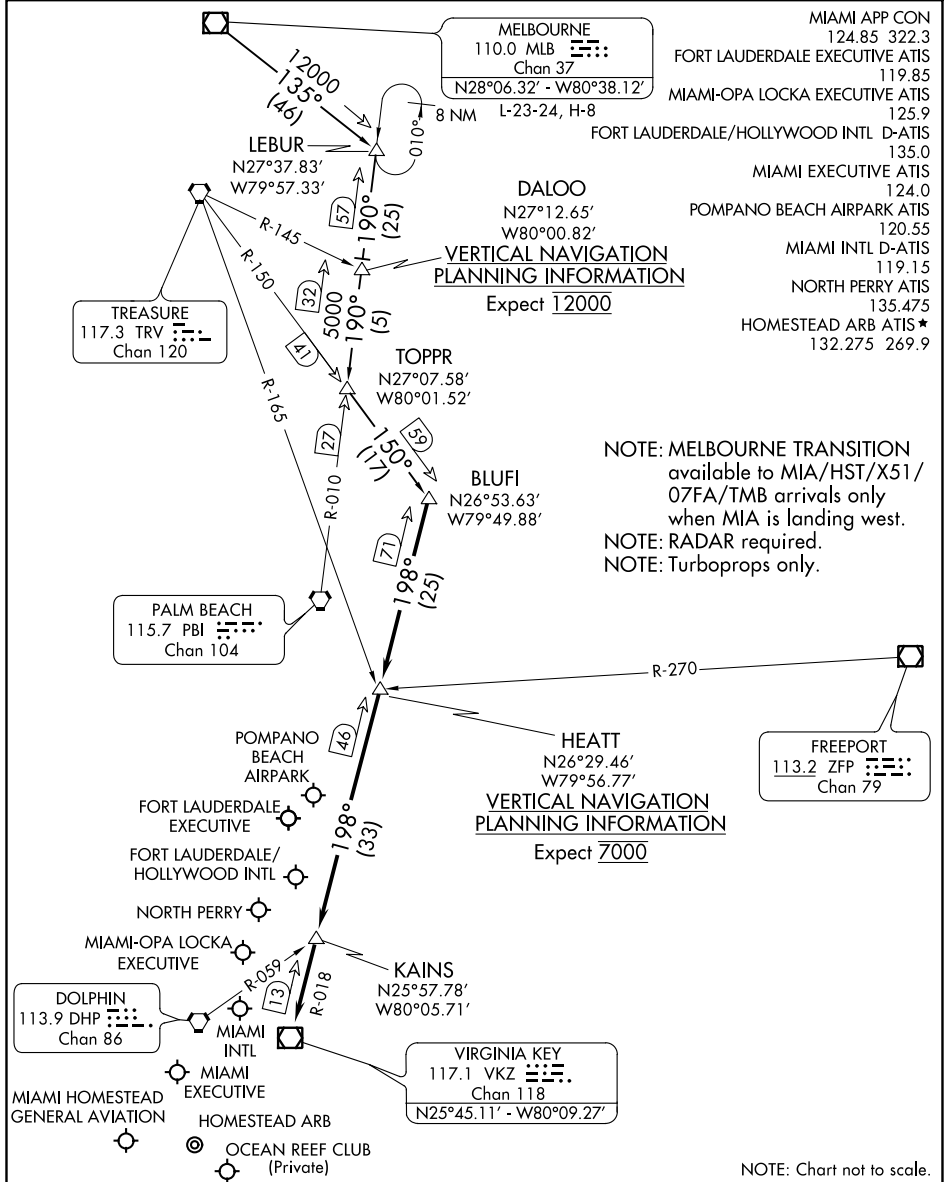 MELBOURNE
110.0 MLB
Chan 37
N28°06.32' - W80°38.12'
L-23-24, H-8
MIAMI APP CON
124.85 322.3
FORT LAUDERDALE EXECUTIVE ATIS
119.85
MIAMI-OPA LOCKA EXECUTIVE ATIS
125.9
FORT LAUDERDALE/HOLLYWOOD INTL D-ATIS
135.0
MIAMI EXECUTIVE ATIS
124.0
POMPANO BEACH AIRPARK ATIS
120.55
MIAMI INTL D-ATIS
119.15
NORTH PERRY ATIS
135.475
HOMESTEAD ARB ATIS★
132.275 269.9
12000
135°
(46)
8 NM
010°
LEBUR
N27°37.83'
W79°57.33'
57
190°
(25)
DALOO
N27°12.65'
W80°00.82'
VERTICAL NAVIGATION
PLANNING INFORMATION
Expect 12000
R-145
R-150
R-165
TREASURE
117.3 TRV
Chan 120
32
5000
190°
(5)
41
TOPPR
N27°07.58'
W80°01.52'
27
R-010
150°
(17)
59
BLUFI
N26°53.63'
W79°49.88'
NOTE: MELBOURNE TRANSITION
available to MIA/HST/X51/
07FA/TMB arrivals only
when MIA is landing west.
NOTE: RADAR required.
NOTE: Turboprops only.
71
198°
(25)
PALM BEACH
115.7 PBI
Chan 104
R-270
FREEPORT
113.2 ZFP
Chan 79
46
HEATT
N26°29.46'
W79°56.77'
VERTICAL NAVIGATION
PLANNING INFORMATION
Expect 7000
198°
(33)
POMPANO
BEACH
AIRPARK
FORT LAUDERDALE
EXECUTIVE
FORT LAUDERDALE/
HOLLYWOOD INTL
NORTH PERRY
MIAMI-OPA LOCKA
EXECUTIVE
R-059
13
R-018
KAINS
N25°57.78'
W80°05.71'
DOLPHIN
113.9 DHP
Chan 86
MIAMI
INTL
MIAMI
EXECUTIVE
VIRGINIA KEY
117.1 VKZ
Chan 118
N25°45.11' - W80°09.27'
MIAMI HOMESTEAD
GENERAL AVIATION
HOMESTEAD ARB
OCEAN REEF CLUB
(Private)
NOTE: Chart not to scale.